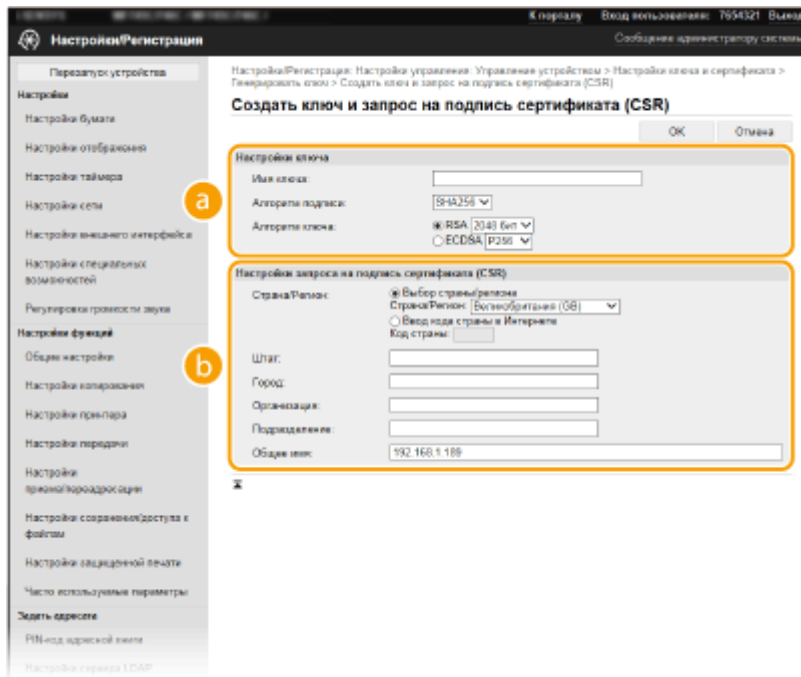 К порталу Вход пользователя: 7654321 Выход
Настройки/Регистрация
Сообщение администратору системы
Перезапуск устройства
Настройки
Настройки бумаги
Настройки отображения
Настройки таймера
Настройки сети
Настройки внешнего интерфейса
Настройки специальных
возможностей
Регулировка громкости звука
Настройки функций
Общие настройки
Настройки копирования
Настройки принтера
Настройки передачи
Настройки
приема/переадресации
Настройки сохранения/доступа к
файлам
Настройки защищенной печати
Часто используемые параметры
Задать адресата
PIN-код адресной книги
Настройки сервера LDAP
Настройки/Регистрация: Настройки управления: Управление устройством > Настройки ключа и сертификата >
Генерировать ключ > Создать ключ и запрос на подпись сертификата (CSR)
Создать ключ и запрос на подпись сертификата (CSR)
OK Отмена
a
Настройки ключа
Имя ключа:
Алгоритм подписи: SHA256
Алгоритм ключа: RSA 2048 бит
ECDSA P256
b
Настройки запроса на подпись сертификата (CSR)
Страна/Регион: Выбор страны/региона
Страна/Регион: Великобритания (GB)
Ввод кода страны в Интернете
Код страны:
Штат:
Город:
Организация:
Подразделение:
Общее имя: 192.168.1.189